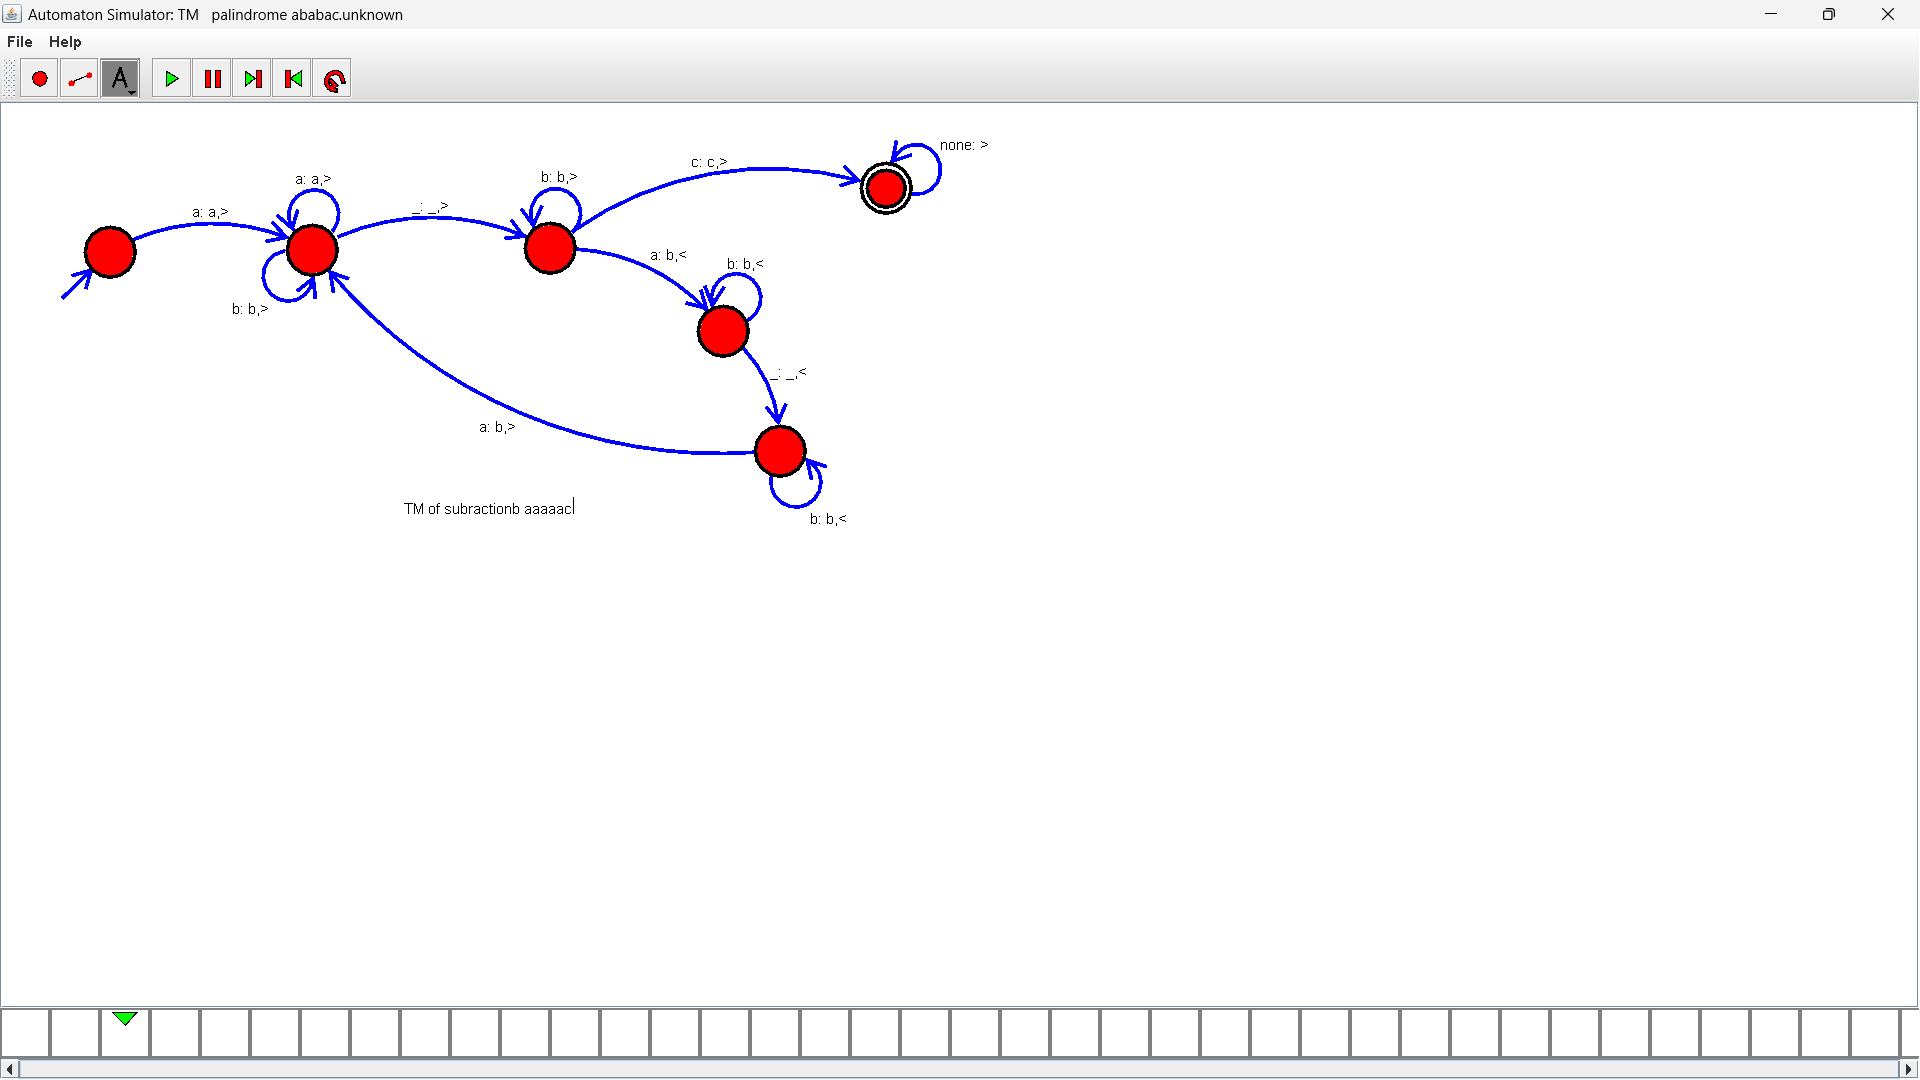 Automaton Simulator: TM palindrome ababac.unknown
File Help
A
none: >
c: c,>
b: b,>
a: a,>
_: _,>
a: a,>
a: b,<
b: b,<
b: b,>
_: _,<
a: b,>
TM of subractionb aaaaac
b: b,<